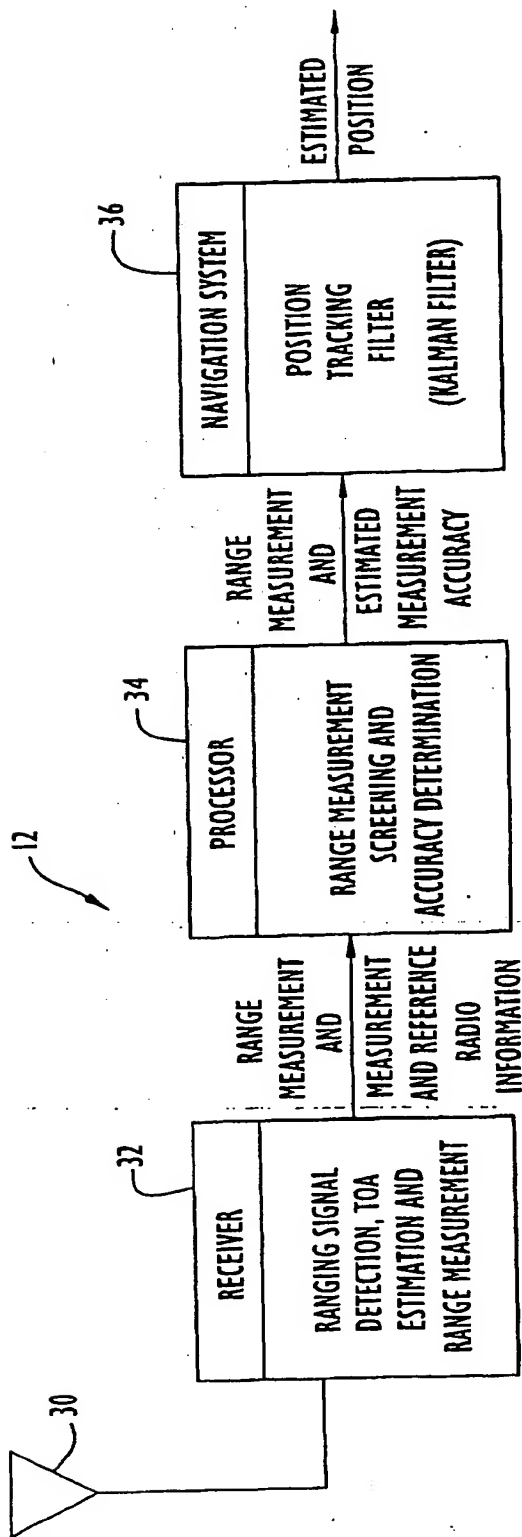 12
30
32
RECEIVER
RANGING SIGNAL
DETECTION, TOA
ESTIMATION AND
RANGE MEASUREMENT
RANGE
MEASUREMENT
AND
MEASUREMENT
AND REFERENCE
RADIO
INFORMATION
34
PROCESSOR
RANGE MEASUREMENT
SCREENING AND
ACCURACY DETERMINATION
RANGE
MEASUREMENT
AND
ESTIMATED
MEASUREMENT
ACCURACY
36
NAVIGATION SYSTEM
POSITION
TRACKING
FILTER
(KALMAN FILTER)
ESTIMATED
POSITION